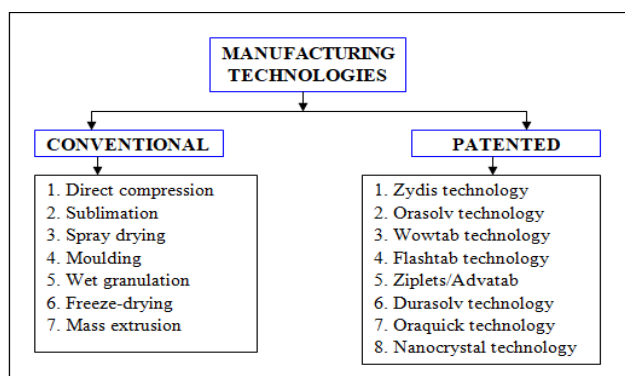 MANUFACTURING
TECHNOLOGIES
CONVENTIONAL
1. Direct compression
2. Sublimation
3. Spray drying
4. Moulding
5. Wet granulation
6. Freeze-drying
7. Mass extrusion
PATENTED
1. Zydis technology
2. Orasolv technology
3. Wowtab technology
4. Flashtab technology
5. Ziplets/Advatab
6. Durasolv technology
7. Oraquick technology
8. Nanocrystal technology